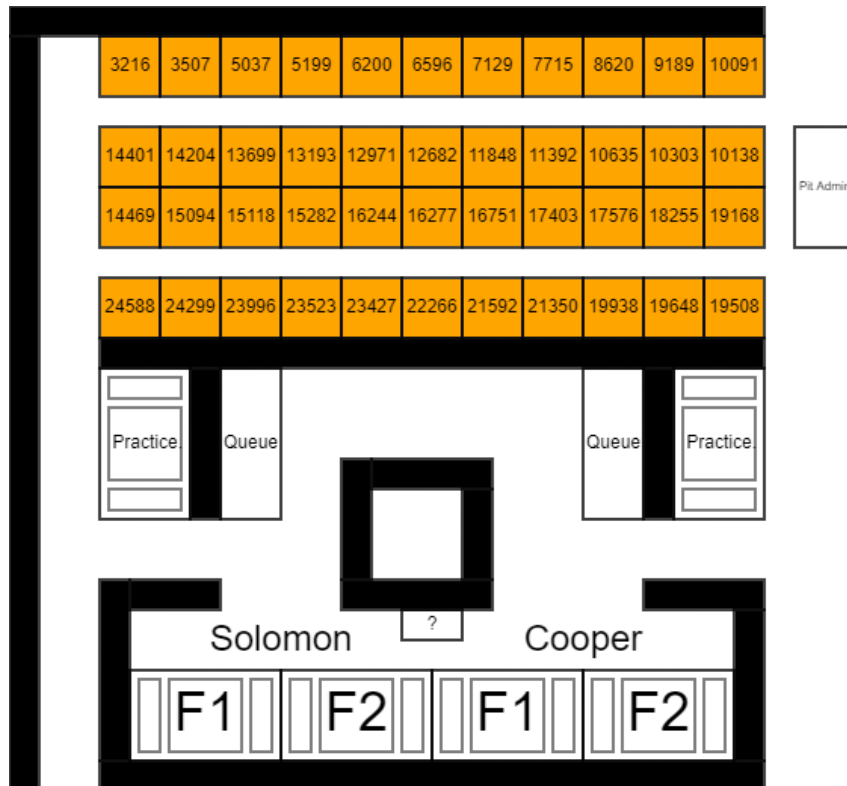 3216 3507 5037 5199 6200 6596 7129 7715 8620 9189 10091
14401 14204 13699 13193 12971 12682 11848 11392 10635 10303 10138
Pit Admin
14469 15094 15118 15282 16244 16277 16751 17403 17576 18255 19168
24588 24299 23996 23523 23427 22266 21592 21350 19938 19648 19508
Practice. Queue Queue Practice.
?
Solomon Cooper
F1 F2 F1 F2